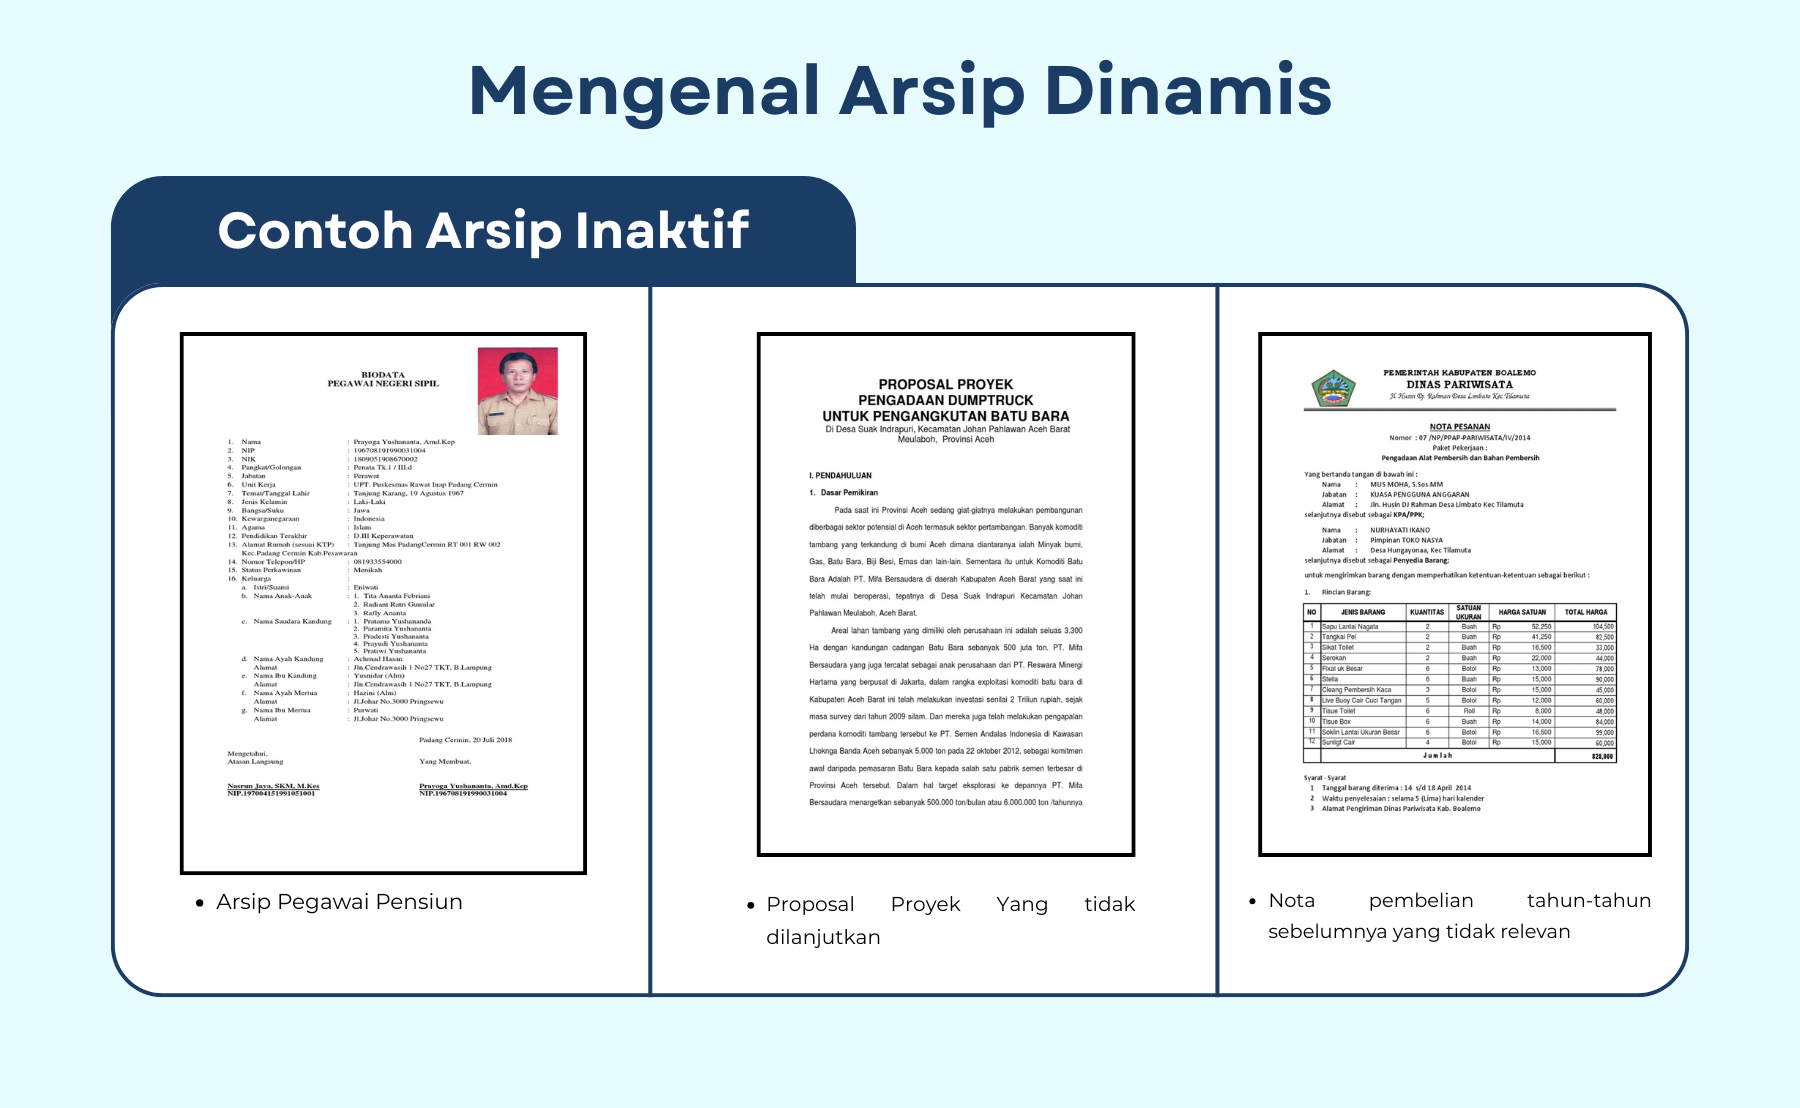 Mengenal Arsip Dinamis
Contoh Arsip Inaktif
BIODATA
PEGAWAI NEGERI SIPIL
1. Nama : Prayoga Yushananta, Amd.Kep
2. NIP : 196708191990031004
3. NIK : 1809051908670002
4. Pangkat/Golongan : Penata Tk.1 / III.d
5. Jabatan : Perawat
6. Unit Kerja : UPT. Puskesmas Rawat Inap Padang Cermin
7. Temat/Tanggal Lahir : Tanjung Karang, 19 Agustus 1967
8. Jenis Kelamin : Laki-Laki
9. Bangsa/Suku : Jawa
10. Kewarganegaraan : Indonesia
11. Agama : Islam
12. Pendidikan Terakhir : D.III Keperawatan
13. Alamat Rumah (sesuai KTP) : Tanjung Mas PadangCermin RT 001 RW 002
Kec.Padang Cermin Kab.Pesawaran
14. Nomor Telepon/HP : 081933554000
15. Status Perkawinan : Menikah
16. Keluarga :
a. Istri/Suami : Eniwati
b. Nama Anak-Anak : 1. Tita Ananta Febriani
2. Radiant Ratri Gumilar
3. Rafly Ananta
c. Nama Saudara Kandung : 1. Pratama Yushananda
2. Paramita Yushananta
3. Pradesti Yushananta
4. Prayudi Yushananta
5. Pratiwi Yushananta
d. Nama Ayah Kandung : Achmad Hasan
Alamat : Jln.Cendrawasih 1 No27 TKT, B.Lampung
e. Nama Ibu Kandung : Yusnidar (Alm)
Alamat : Jln.Cendrawasih 1 No27 TKT, B.Lampung
f. Nama Ayah Mertua : Hazini (Alm)
Alamat : Jl.Johar No.3000 Pringsewu
g. Nama Ibu Mertua : Purwati
Alamat : Jl.Johar No.3000 Pringsewu
Padang Cermin, 20 Juli 2018
Mengetahui,
Atasan Langsung Yang Membuat,
Nasrun Jaya, SKM, M.Kes Prayoga Yushananta, Amd.Kep
NIP.197004151991051001 NIP.196708191990031004
• Arsip Pegawai Pensiun
PROPOSAL PROYEK
PENGADAAN DUMPTRUCK
UNTUK PENGANGKUTAN BATU BARA
Di Desa Suak Indrapuri, Kecamatan Johan Pahlawan Aceh Barat
Meulaboh, Provinsi Aceh
I. PENDAHULUAN
1. Dasar Pemikiran
Pada saat ini Provinsi Aceh sedang giat-giatnya melakukan pembangunan
diberbagai sektor potensial di Aceh termasuk sektor pertambangan. Banyak komoditi
tambang yang terkandung di bumi Aceh dimana diantaranya ialah Minyak bumi,
Gas, Batu Bara, Biji Besi, Emas dan lain-lain. Sementara itu untuk Komoditi Batu
Bara Adalah PT. Mifa Bersaudara di daerah Kabupaten Aceh Barat yang saat ini
telah mulai beroperasi, tepatnya di Desa Suak Indrapuri Kecamatan Johan
Pahlawan Meulaboh, Aceh Barat.
Areal lahan tambang yang dimiliki oleh perusahaan ini adalah seluas 3.300
Ha dengan kandungan cadangan Batu Bara sebanyak 500 juta ton. PT. Mifa
Bersaudara yang juga tercatat sebagai anak perusahaan dari PT. Reswara Minergi
Hartama yang berpusat di Jakarta, dalam rangka exploitasi komoditi batu bara di
Kabupaten Aceh Barat ini telah melakukan investasi senilai 2 Triliun rupiah, sejak
masa survey dari tahun 2009 silam. Dan mereka juga telah melakukan pengapalan
perdana komoditi tambang tersebut ke PT. Semen Andalas Indonesia di Kawasan
Lhoknga Banda Aceh sebanyak 5.000 ton pada 22 oktober 2012, sebagai komitmen
awal daripada pemasaran Batu Bara kepada salah satu pabrik semen terbesar di
Provinsi Aceh tersebut. Dalam hal target eksplorasi ke depannya PT. Mifa
Bersaudara menargetkan sebanyak 500.000 ton/bulan atau 6.000.000 ton /tahunnya
• Proposal Proyek Yang tidak
dilanjutkan
PEMERINTAH KABUPATEN BOALEMO
DINAS PARIWISATA
Jl Husin Dj Rahman Desa Limbato Kec Tilamuta
NOTA PESANAN
Nomor : 07 /NP/PPAP-PARIWISATA/IV/2014
Paket Pekerjaan :
Pengadaan Alat Pembersih dan Bahan Pembersih
Yang bertanda tangan di bawah ini :
Nama : MUS MOHA, S.Sos.MM
Jabatan : KUASA PENGGUNA ANGGARAN
Alamat : Jln. Husin DJ Rahman Desa Limbato Kec Tilamuta
selanjutnya disebut sebagai KPA/PPK;
Nama : NURHAYATI IKANO
Jabatan : Pimpinan TOKO NASYA
Alamat : Desa Hungayonaa, Kec Tilamuta
selanjutnya disebut sebagai Penyedia Barang;
untuk mengirimkan barang dengan memperhatikan ketentuan-ketentuan sebagai berikut :
1. Rincian Barang:
NO JENIS BARANG KUANTITAS SATUAN UKURAN HARGA SATUAN TOTAL HARGA
1 Sapu Lantai Nagata 2 Buah Rp 52,250 104,500
2 Tangkai Pel 2 Buah Rp 41,250 82,500
3 Sikat Toilet 2 Buah Rp 16,500 33,000
4 Serokan 2 Buah Rp 22,000 44,000
5 Fixal uk Besar 6 Botol Rp 13,000 78,000
6 Stella 6 Buah Rp 15,000 90,000
7 Cleang Pembersih Kaca 3 Botol Rp 15,000 45,000
8 Live Buoy Cair Cuci Tangan 5 Botol Rp 12,000 60,000
9 Tisue Toilet 6 Roll Rp 8,000 48,000
10 Tisue Box 6 Buah Rp 14,000 84,000
11 Soklin Lantai Ukuran Besar 6 Botol Rp 16,500 99,000
12 Sunligt Cair 4 Botol Rp 15,000 60,000
Jumlah 828,000
Syarat - Syarat
1 Tanggal barang diterima : 14 s/d 18 April 2014
2 Waktu penyelesaian : selama 5 (Lima) hari kalender
3 Alamat Pengiriman Dinas Pariwisata Kab. Boalemo
• Nota pembelian tahun-tahun
sebelumnya yang tidak relevan